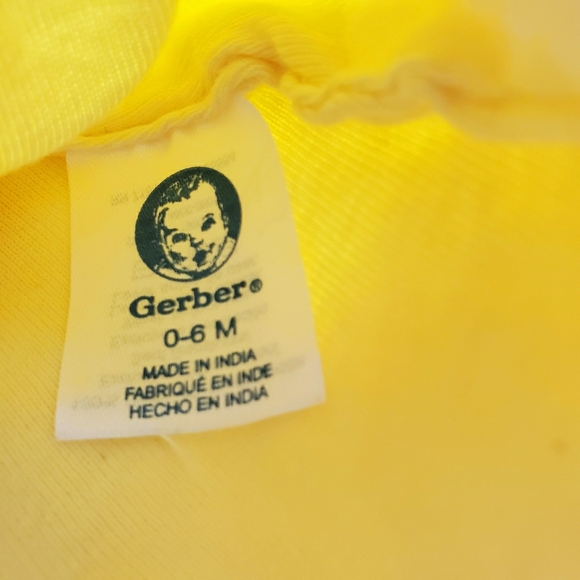 Gerber®
0-6 M
MADE IN INDIA
FABRIQUÉ EN INDE
HECHO EN INDIA